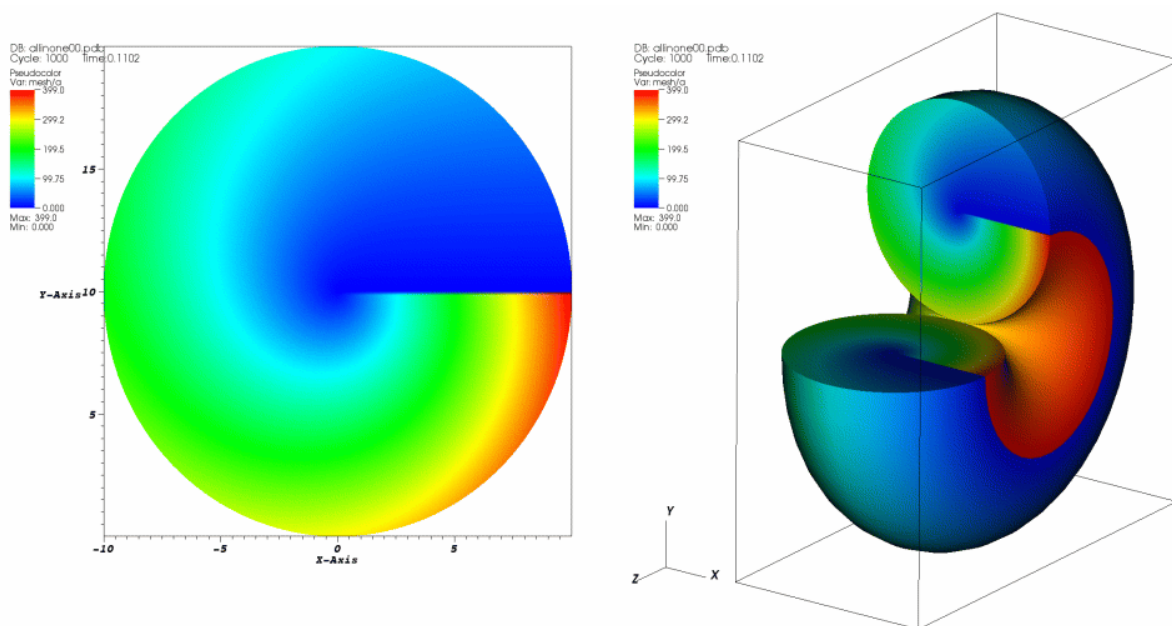 DB: allinone00.pdb
Cycle: 1000 Time:0.1102
Pseudocolor
Var: mesh/a
399.0
299.2
199.5
99.75
0.000
Max: 399.0
Min: 0.000
15
Y-Axis 10
5
-10 -5 0 5
X-Axis
DB: allinone00.pdb
Cycle: 1000 Time:0.1102
Pseudocolor
Var: mesh/a
399.0
299.2
199.5
99.75
0.000
Max: 399.0
Min: 0.000
Y
Z X